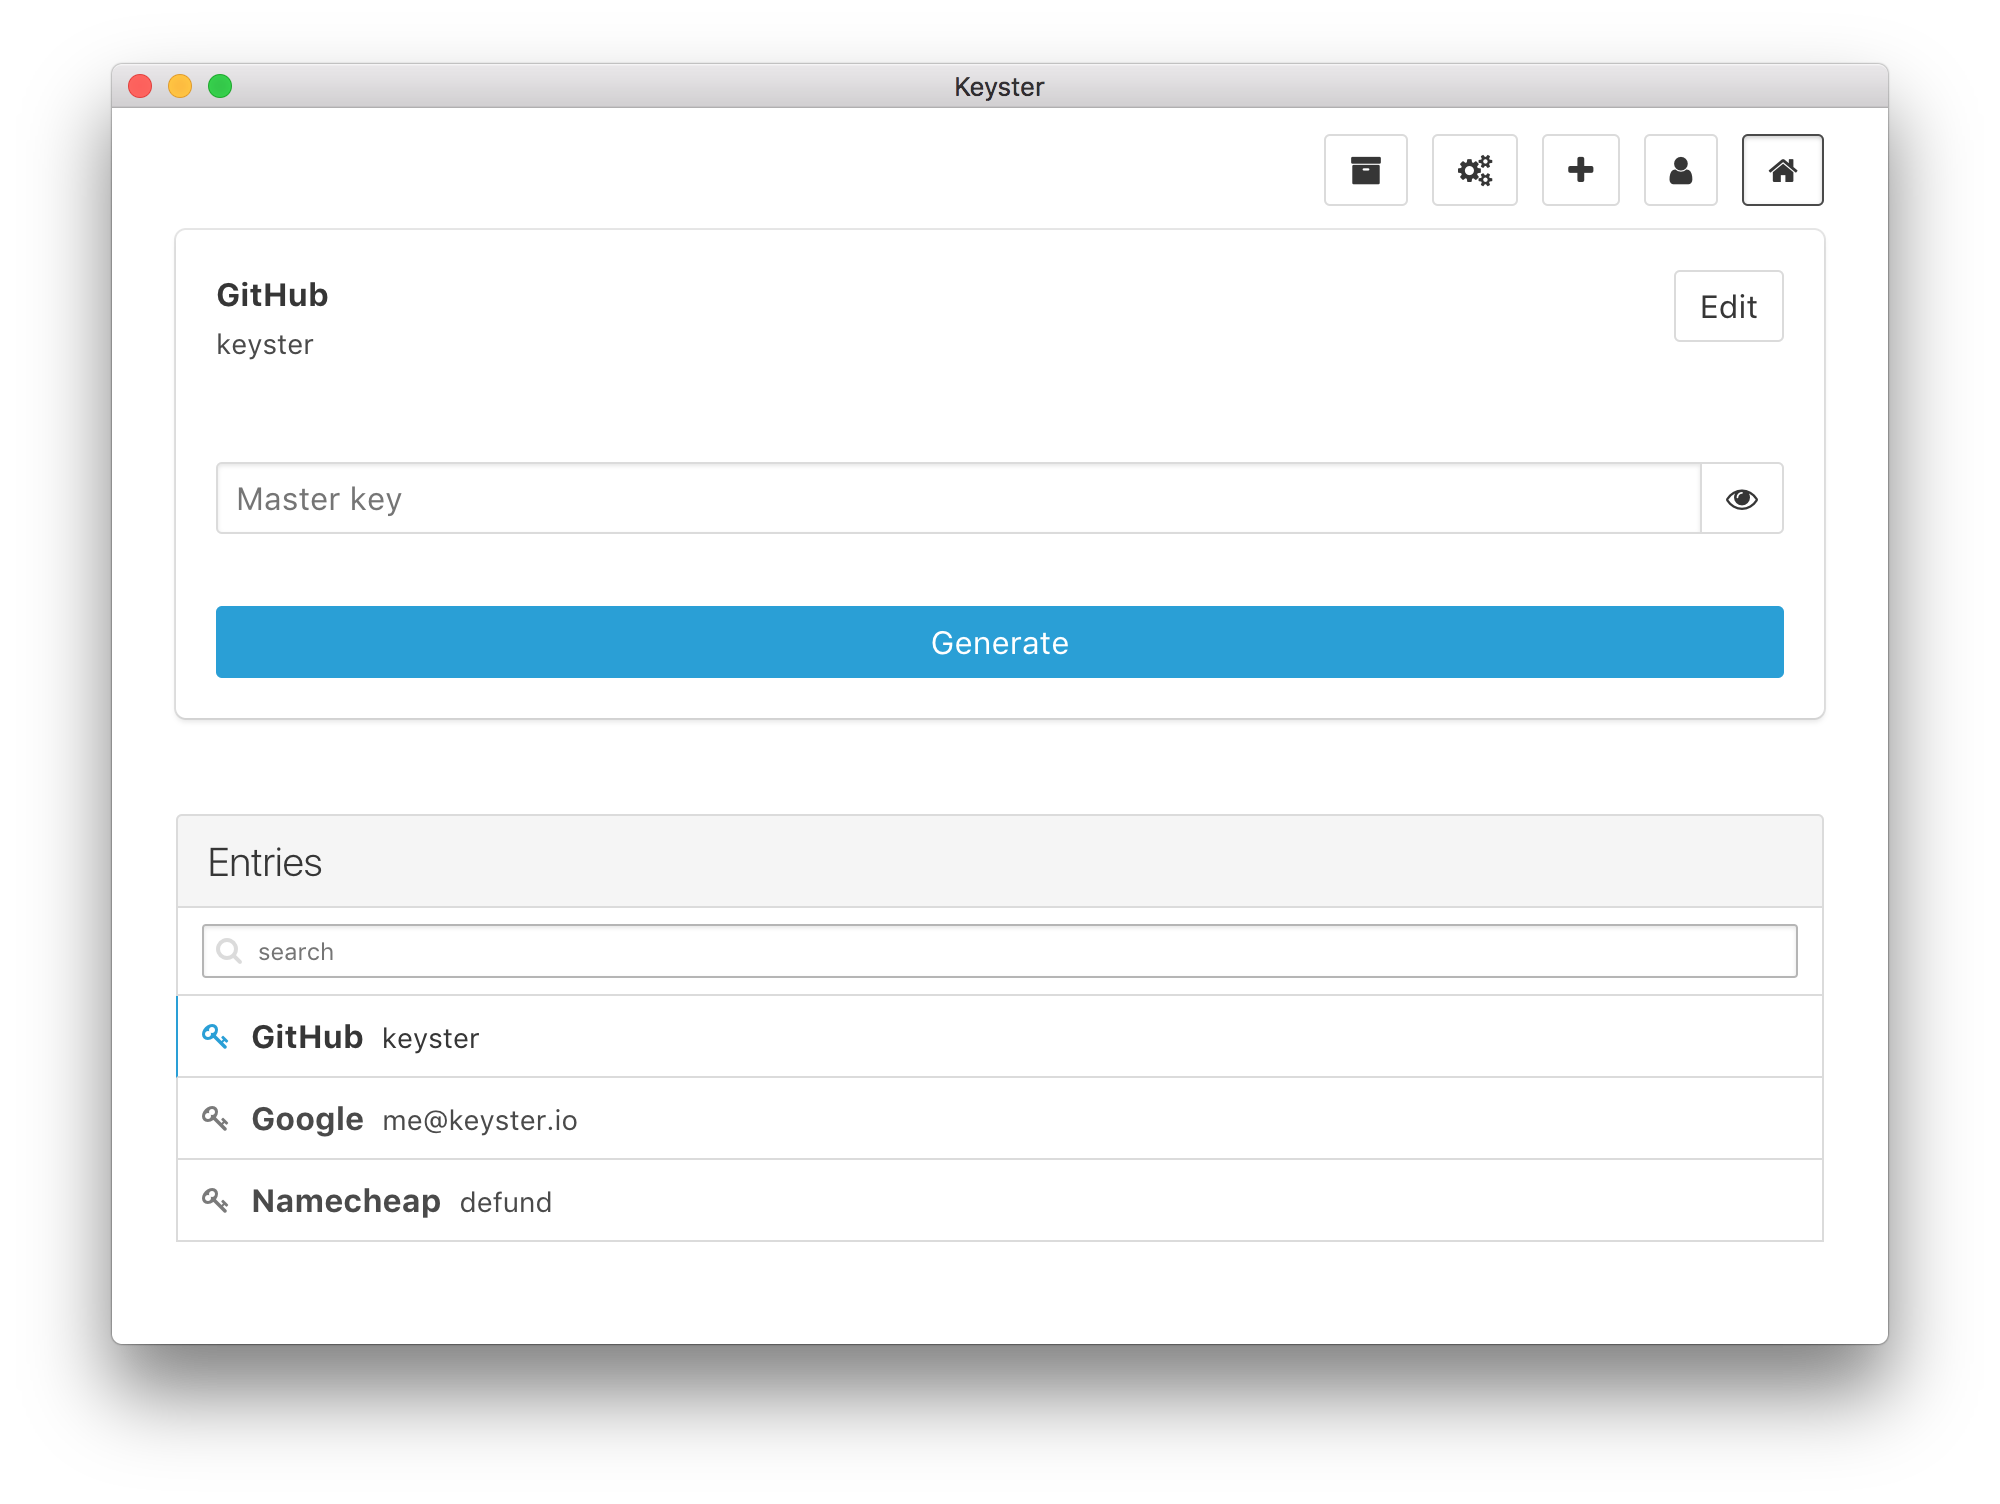 Keyster
GitHub
Edit
keyster
Master key
Generate
Entries
search
GitHub keyster
Google me@keyster.io
Namecheap defund